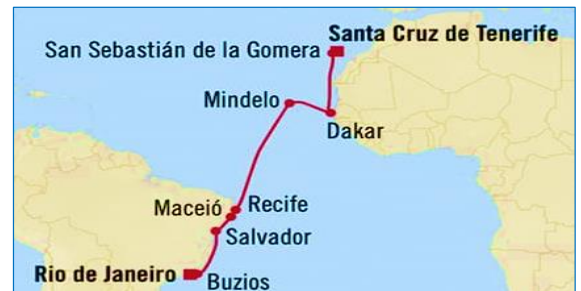 Santa Cruz de Tenerife
San Sebastián de la Gomera
Mindelo
Dakar
Maceió
Recife
Salvador
Rio de Janeiro
Buzios